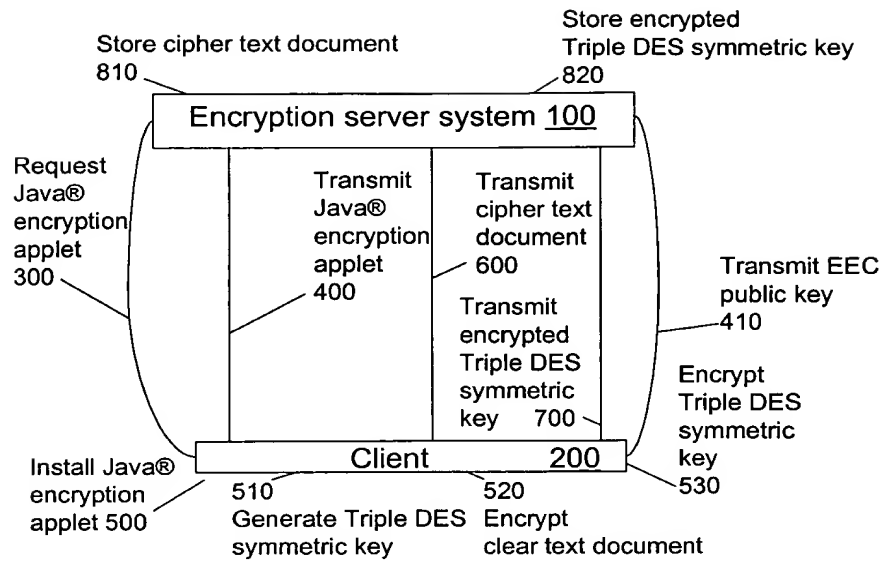 Store cipher text document
810
Store encrypted
Triple DES symmetric key
820
Encryption server system 100
Request
Java®
encryption
applet
300
Transmit
Java®
encryption
applet
400
Transmit
cipher text
document
600
Transmit
encrypted
Triple DES
symmetric
key 700
Transmit EEC
public key
410
Encrypt
Triple DES
symmetric
key
530
Client 200
Install Java®
encryption
applet 500
510
Generate Triple DES
symmetric key
520
Encrypt
clear text document